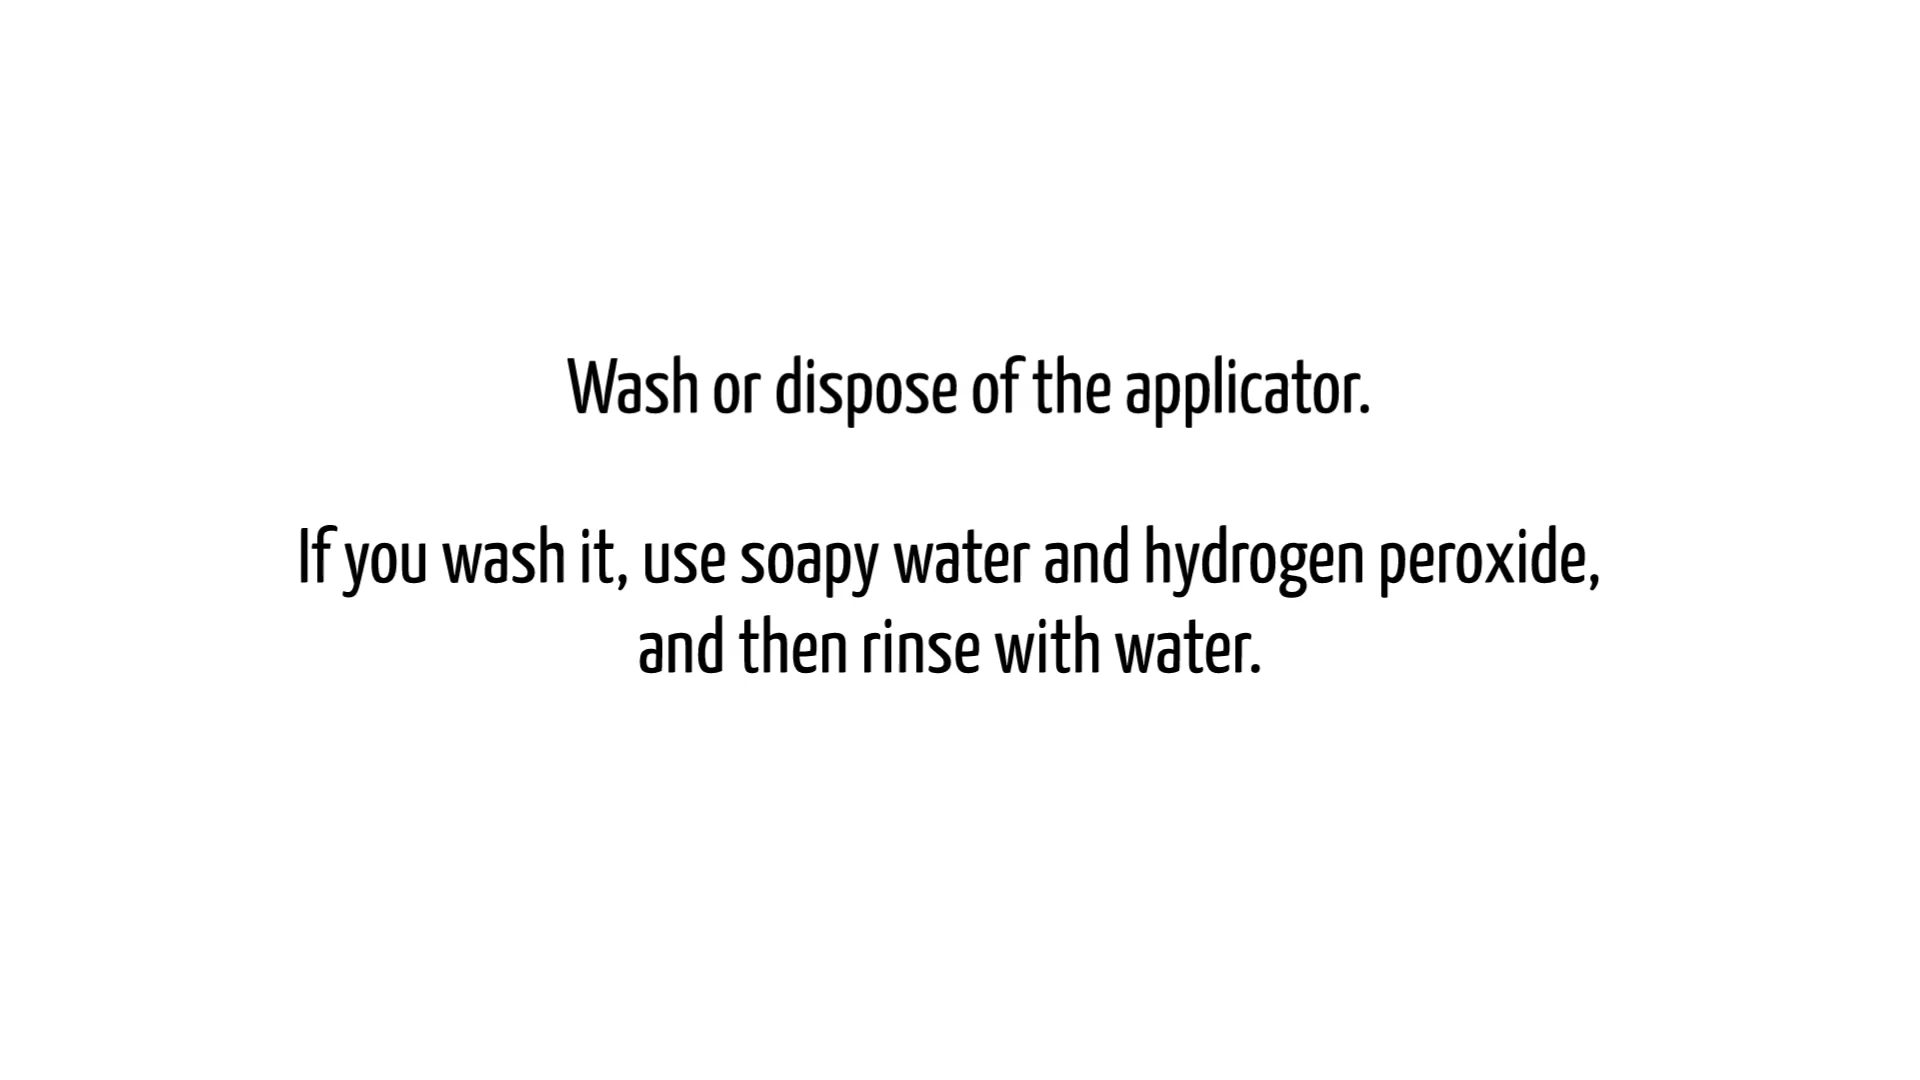 Wash or dispose of the applicator.
If you wash it, use soapy water and hydrogen peroxide,
and then rinse with water.